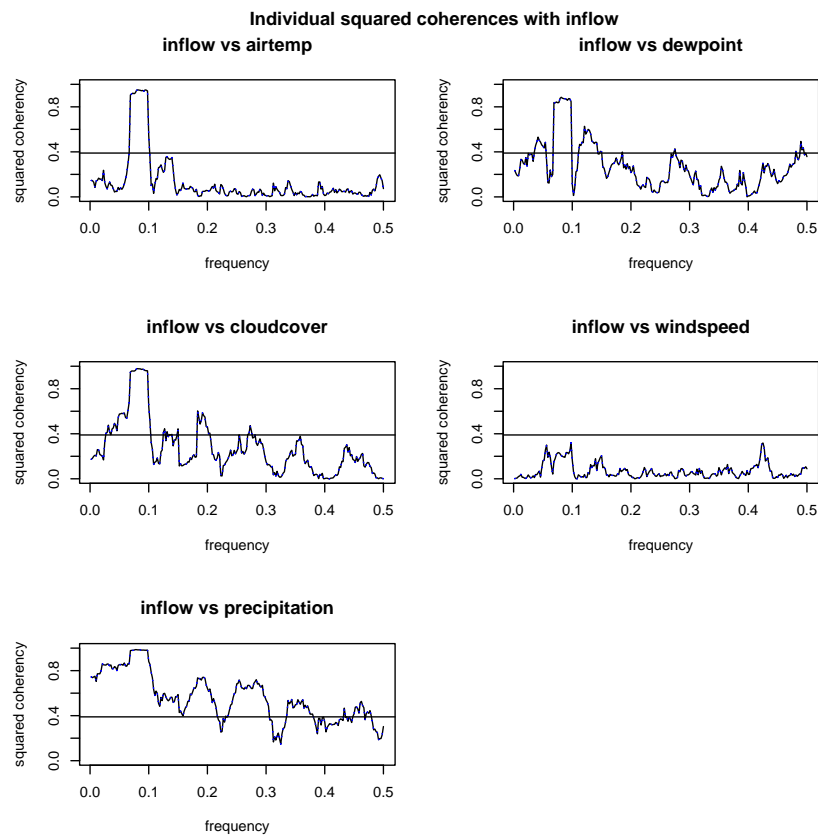 Individual squared coherences with inflow
inflow vs airtemp
squared coherency
0.0 0.4 0.8
0.0 0.1 0.2 0.3 0.4 0.5
frequency
inflow vs dewpoint
squared coherency
0.0 0.4 0.8
0.0 0.1 0.2 0.3 0.4 0.5
frequency
inflow vs cloudcover
squared coherency
0.0 0.4 0.8
0.0 0.1 0.2 0.3 0.4 0.5
frequency
inflow vs windspeed
squared coherency
0.0 0.4 0.8
0.0 0.1 0.2 0.3 0.4 0.5
frequency
inflow vs precipitation
squared coherency
0.0 0.4 0.8
0.0 0.1 0.2 0.3 0.4 0.5
frequency